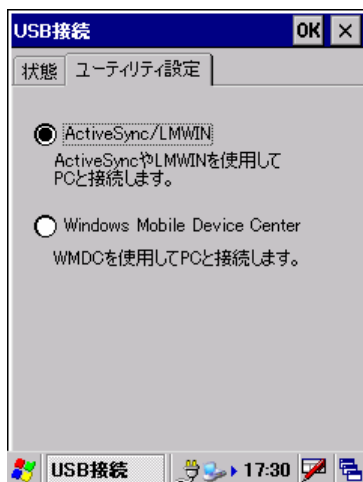 USB接続 OK ×
状態 ユーティリティ設定
ActiveSync/LMWIN
ActiveSyncやLMWINを使用して
PCと接続します。
Windows Mobile Device Center
WMDCを使用してPCと接続します。
USB接続 17:30